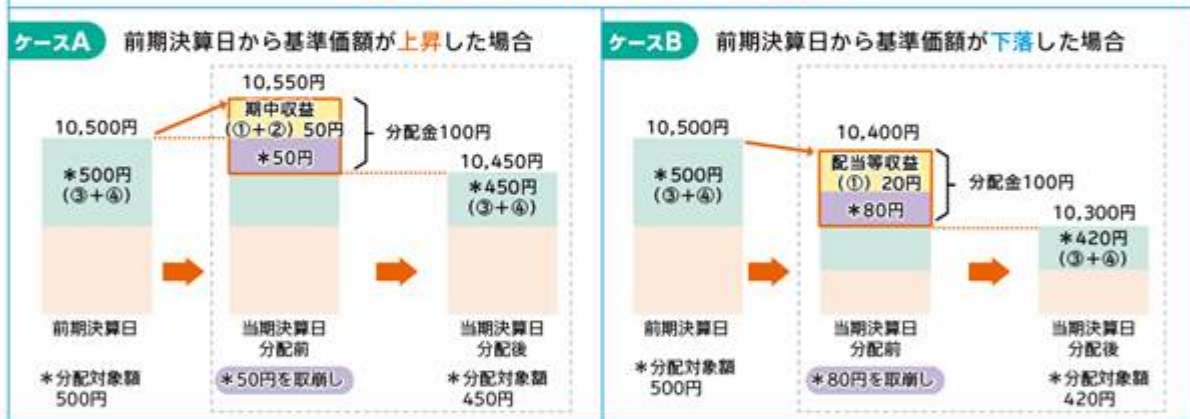 ケースA 前期決算日から基準価額が上昇した場合
10,550円
10,500円
期中収益
(①+②) 50円
分配金100円
*50円
10,450円
*500円
(③+④)
*450円
(③+④)
前期決算日
当期決算日
分配前
当期決算日
分配後
*分配対象額
500円
*50円を取崩し
*分配対象額
450円
ケースB 前期決算日から基準価額が下落した場合
10,500円
10,400円
配当等収益
(①) 20円
分配金100円
*80円
10,300円
*500円
(③+④)
*420円
(③+④)
前期決算日
当期決算日
分配前
当期決算日
分配後
*分配対象額
500円
*80円を取崩し
*分配対象額
420円